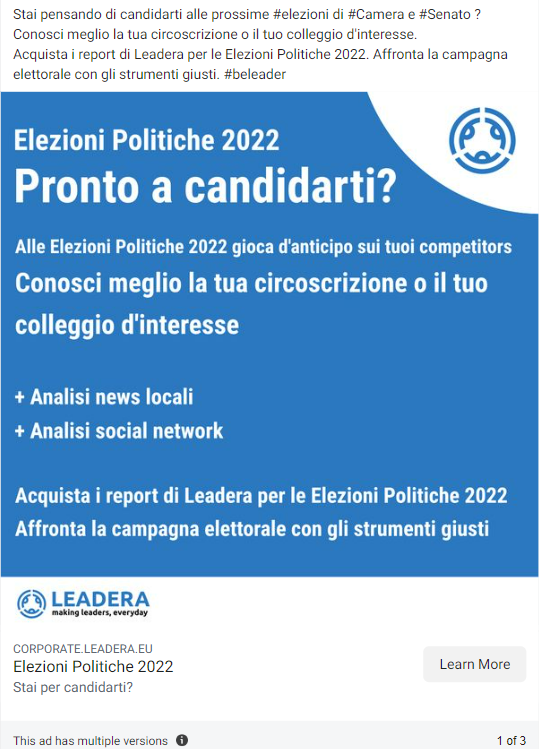 Stai pensando di candidarti alle prossime #elezioni di #Camera e #Senato ?
Conosci meglio la tua circoscrizione o il tuo collegio d'interesse.
Acquista i report di Leadera per le Elezioni Politiche 2022. Affronta la campagna
elettorale con gli strumenti giusti. #beleader
Elezioni Politiche 2022
Pronto a candidarti?
Alle Elezioni Politiche 2022 gioca d'anticipo sui tuoi competitors
Conosci meglio la tua circoscrizione o il tuo
colleggio d'interesse
+ Analisi news locali
+ Analisi social network
Acquista i report di Leadera per le Elezioni Politiche 2022
Affronta la campagna elettorale con gli strumenti giusti
LEADERA
making leaders, everyday
CORPORATE.LEADERA.EU
Elezioni Politiche 2022
Stai per candidarti?
Learn More
This ad has multiple versions
1 of 3